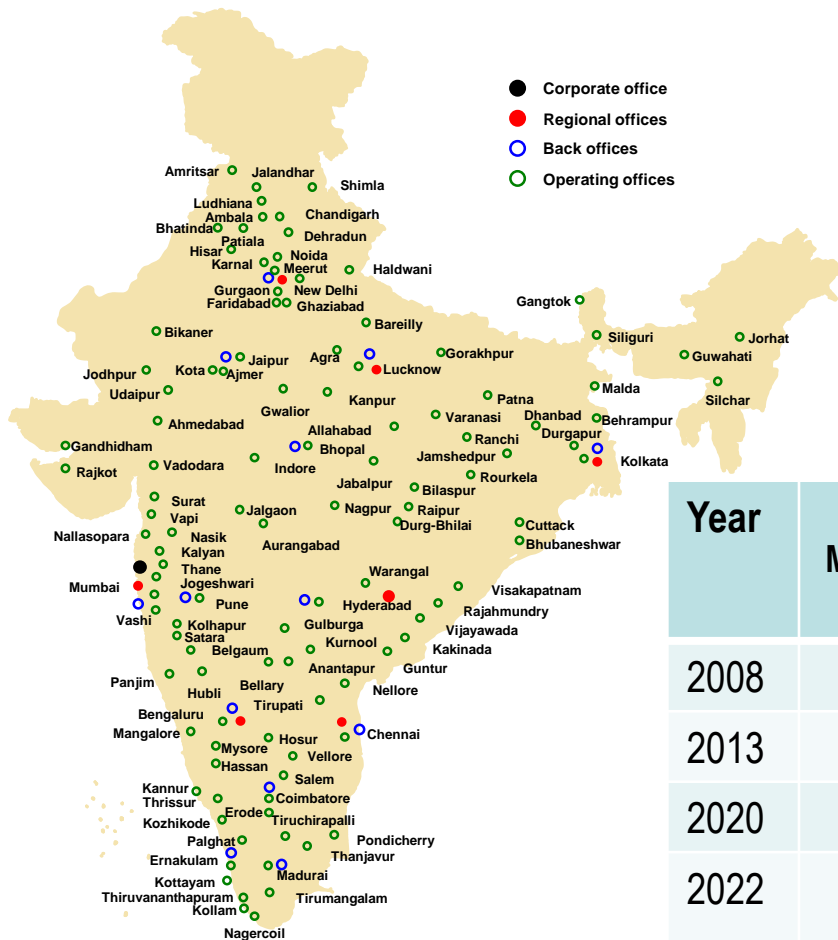 Corporate office
Regional offices
Back offices
Operating offices
Amritsar
Jalandhar
Shimla
Ludhiana
Ambala
Chandigarh
Bhatinda
Patiala
Dehradun
Hisar
Noida
Karnal
Meerut
Haldwani
Gurgaon
New Delhi
Faridabad
Ghaziabad
Gangtok
Bikaner
Bareilly
Siliguri
Jorhat
Jaipur
Agra
Gorakhpur
Guwahati
Jodhpur
Kota
Ajmer
Lucknow
Udaipur
Malda
Silchar
Gwalior
Kanpur
Patna
Ahmedabad
Varanasi
Dhanbad
Behrampur
Allahabad
Ranchi
Durgapur
Gandhidham
Bhopal
Jamshedpur
Kolkata
Rajkot
Vadodara
Indore
Jabalpur
Rourkela
Bilaspur
Surat
Jalgaon
Nagpur
Raipur
Vapi
Durg-Bhilai
Cuttack
Nallasopara
Nasik
Aurangabad
Bhubaneshwar
Kalyan
Thane
Warangal
Jogeshwari
Mumbai
Visakapatnam
Pune
Hyderabad
Rajahmundry
Vashi
Kolhapur
Gulburga
Vijayawada
Satara
Kurnool
Kakinada
Belgaum
Guntur
Anantapur
Panjim
Hubli
Bellary
Nellore
Tirupati
Bengaluru
Mangalore
Hosur
Chennai
Mysore
Vellore
Hassan
Salem
Kannur
Thrissur
Coimbatore
Erode
Kozhikode
Tiruchirapalli
Palghat
Pondicherry
Ernakulam
Thanjavur
Madurai
Kottayam
Thiruvananthapuram
Tirumangalam
Kollam
Nagercoil
Year
2008
2013
2020
2022